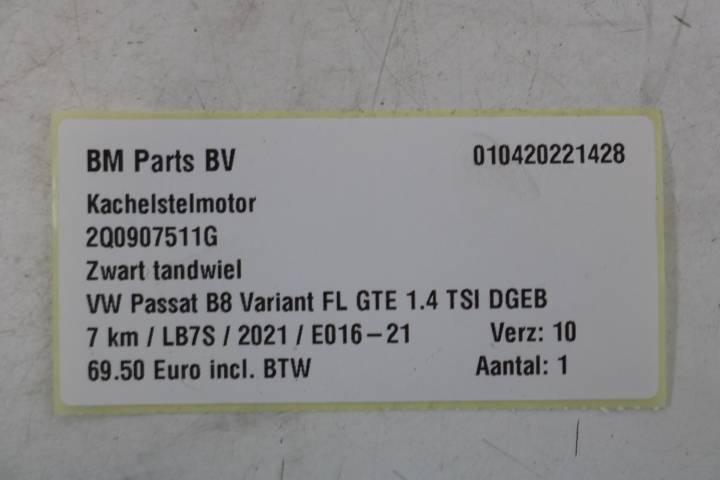 BM Parts BV 010420221428
Kachelstelmotor
2Q0907511G
Zwart tandwiel
VW Passat B8 Variant FL GTE 1.4 TSI DGEB
7 km / LB7S / 2021 / E016-21 Verz: 10
69.50 Euro incl. BTW Aantal: 1